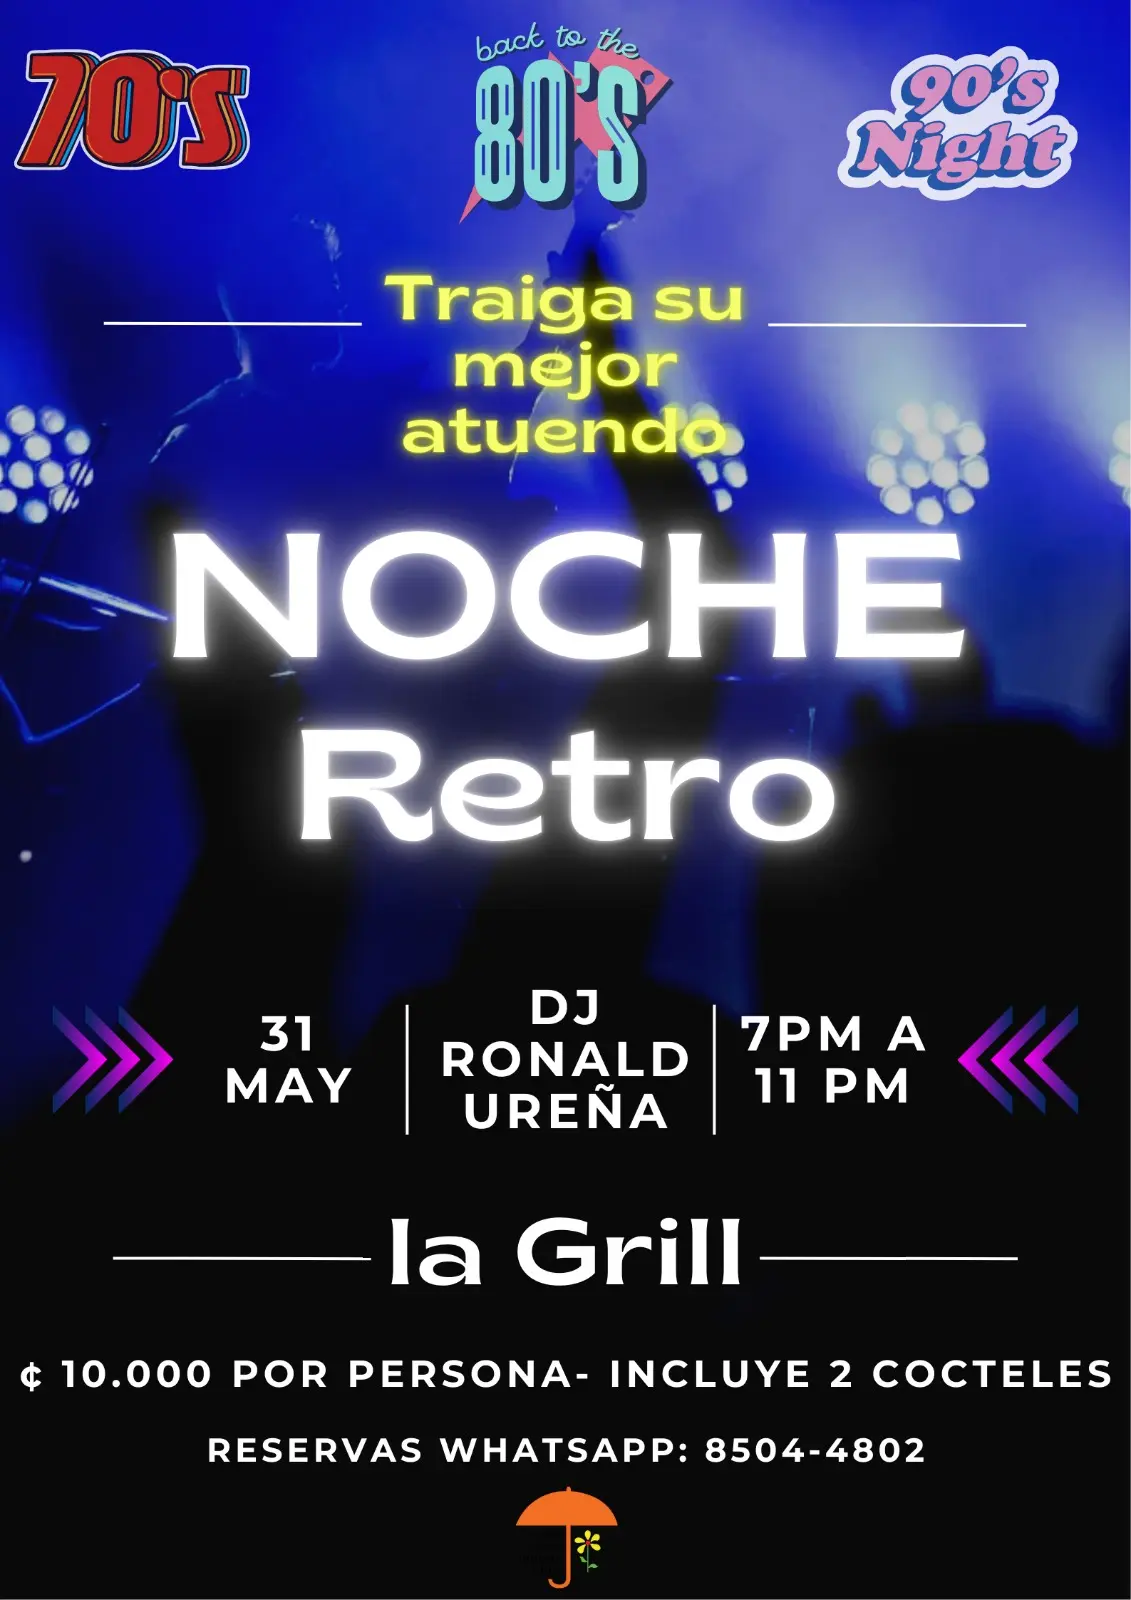 70's
back to the
80'S
90's
Night
Traiga su
mejor
atuendo
NOCHE
Retro
31
MAY
DJ
RONALD
UREÑA
7PM A
11 PM
la Grill
₵ 10.000 POR PERSONA- INCLUYE 2 COCTELES
RESERVAS WHATSAPP: 8504-4802